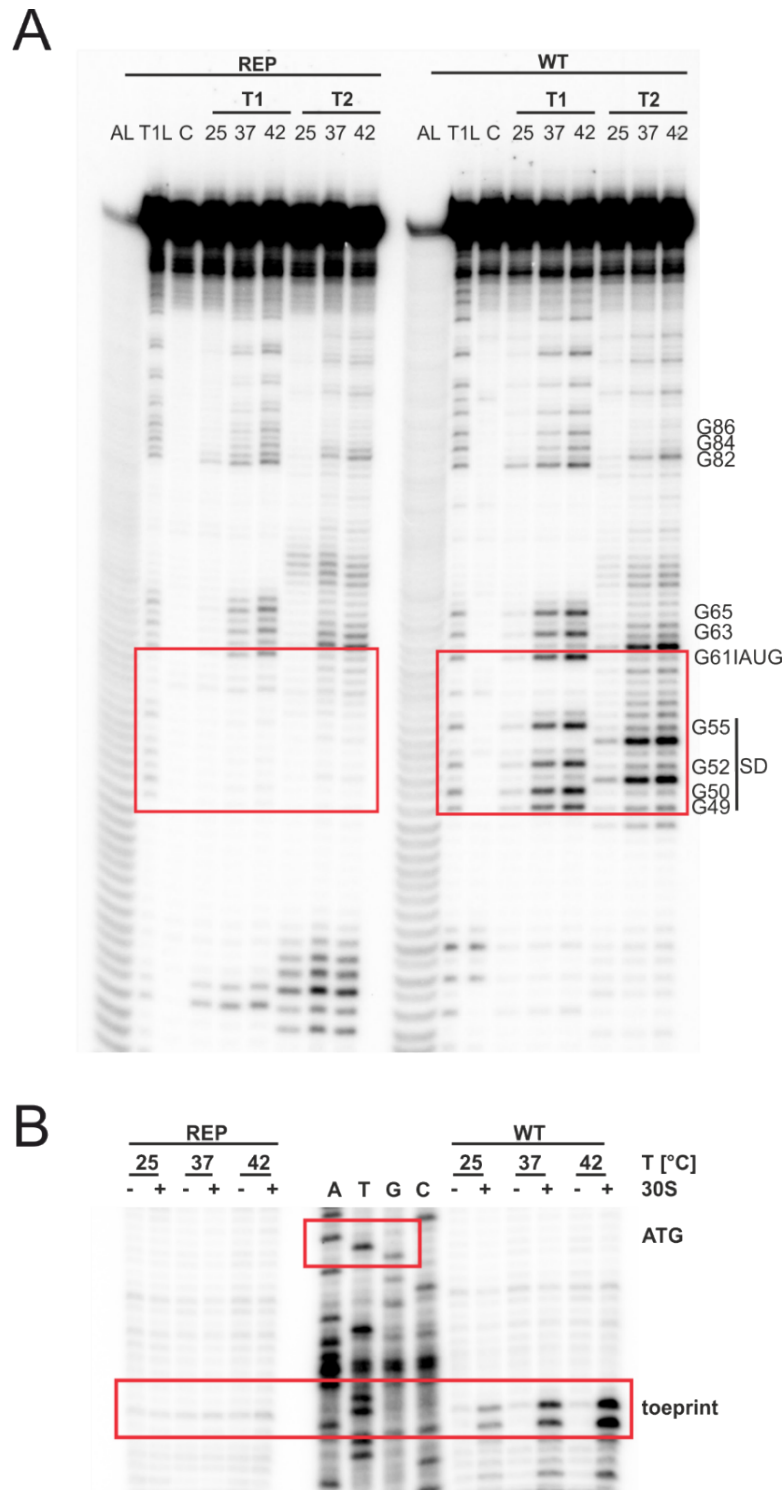 A
REP WT
T1 T2 T1 T2
AL T1L C 25 37 42 25 37 42 AL T1L C 25 37 42 25 37 42
G86
G84
G82
G65
G63
G61IAUG
G55
SD
G52
G50
G49
B
REP WT
25 37 42 25 37 42 T [°C]
- + - + - + A T G C - + - + - + 30S
ATG
toeprint